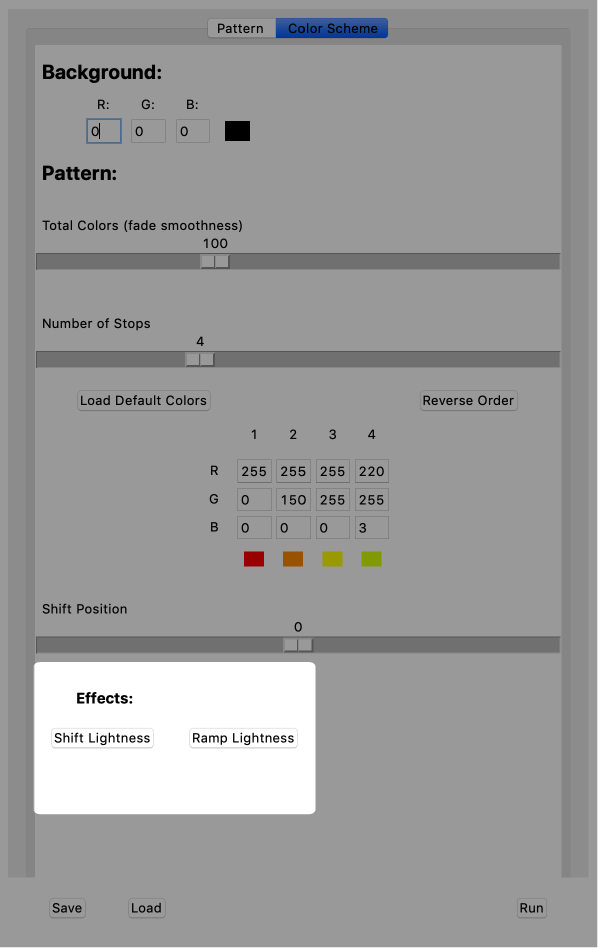 Pattern Color Scheme
Background:
R: G: B:
0 0 0
Pattern:
Total Colors (fade smoothness)
100
Number of Stops
4
Load Default Colors Reverse Order
1 2 3 4
R 255 255 255 220
G 0 150 255 255
B 0 0 0 3
Shift Position
0
Effects:
Shift Lightness Ramp Lightness
Save Load Run